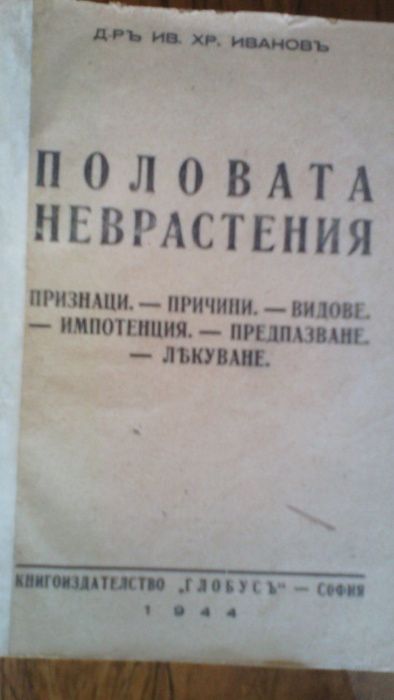 Д-РЪ ИВ. ХР. ИВАНОВЪ
ПОЛОВАТА
НЕВРАСТЕНИЯ
ПРИЗНАЦИ. — ПРИЧИНИ. — ВИДОВЕ.
— ИМПОТЕНЦИЯ. — ПРЕДПАЗВАНЕ.
— ЛѢКУВАНЕ.
КНИГОИЗДАТЕЛСТВО „ГЛОБУСЪ“ — СОФИЯ
1944